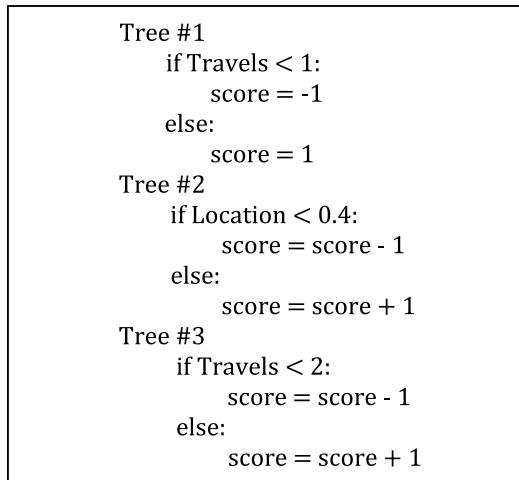 Tree #1
if Travels < 1:
score = -1
else:
score = 1
Tree #2
if Location < 0.4:
score = score - 1
else:
score = score + 1
Tree #3
if Travels < 2:
score = score - 1
else:
score = score + 1